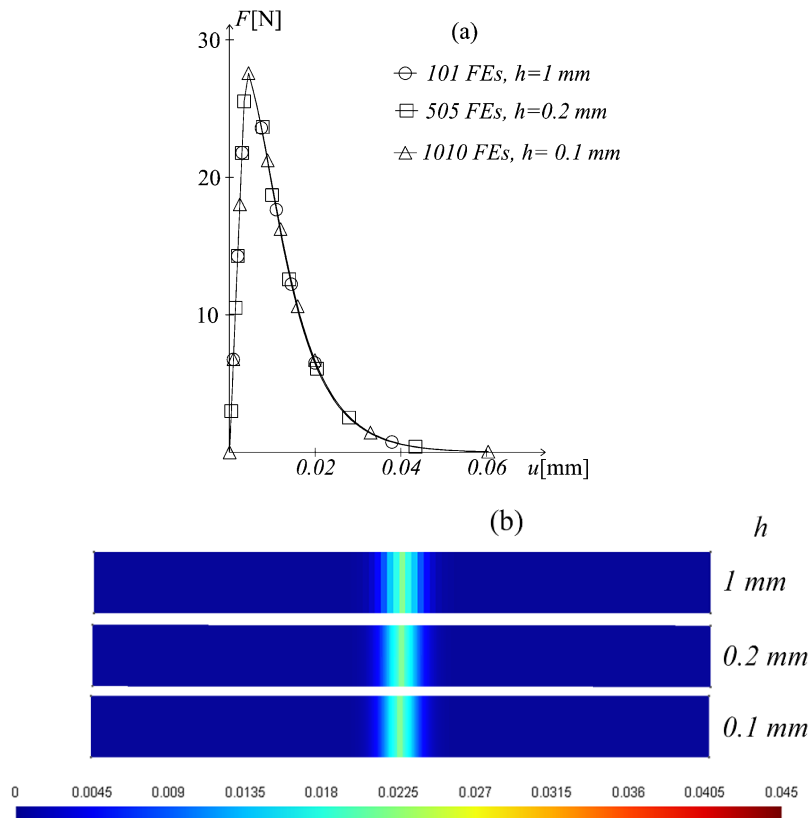 F[N]
(a)
30
101 FEs, h=1 mm
505 FEs, h=0.2 mm
1010 FEs, h= 0.1 mm
20
10
0.02 0.04 0.06 u[mm]
(b)
h
1 mm
0.2 mm
0.1 mm
0 0.0045 0.009 0.0135 0.018 0.0225 0.027 0.0315 0.036 0.0405 0.045